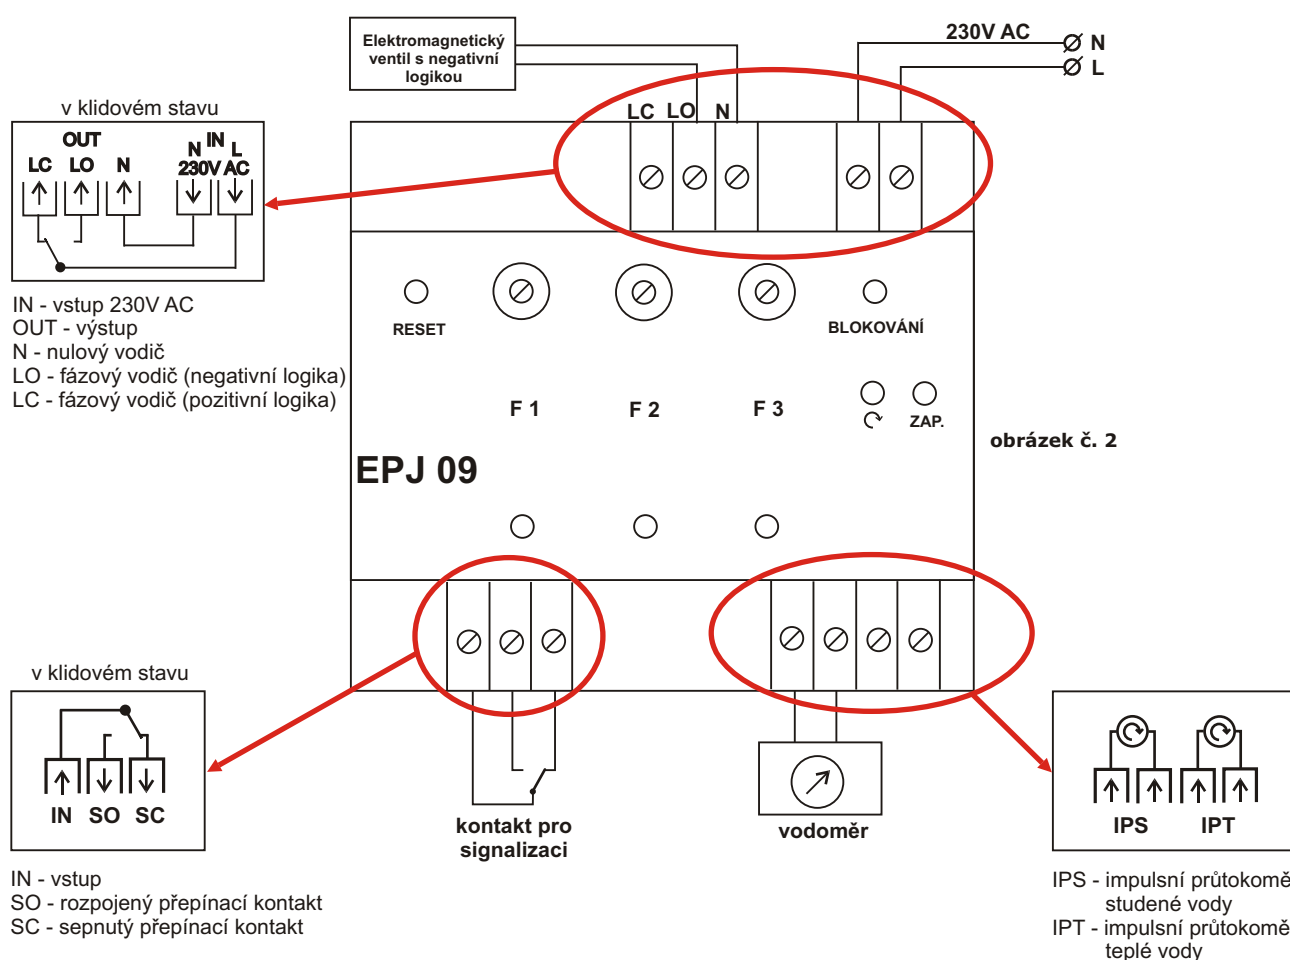 Elektromagnetický
ventil s negativní
logikou
230V AC
N
L
v klidovém stavu
OUT
IN
N
L
LC
LO
N
230V AC
LC
LO
N
IN - vstup 230V AC
OUT - výstup
N - nulový vodič
LO - fázový vodič (negativní logika)
LC - fázový vodič (pozitivní logika)
RESET
BLOKOVÁNÍ
F 1
F 2
F 3
ZAP.
obrázek č. 2
EPJ 09
v klidovém stavu
IN
SO
SC
kontakt pro
signalizaci
vodoměr
IPS
IPT
IN - vstup
SO - rozpojený přepínací kontakt
SC - sepnutý přepínací kontakt
IPS - impulsní průtokomě
studené vody
IPT - impulsní průtokomě
teplé vody